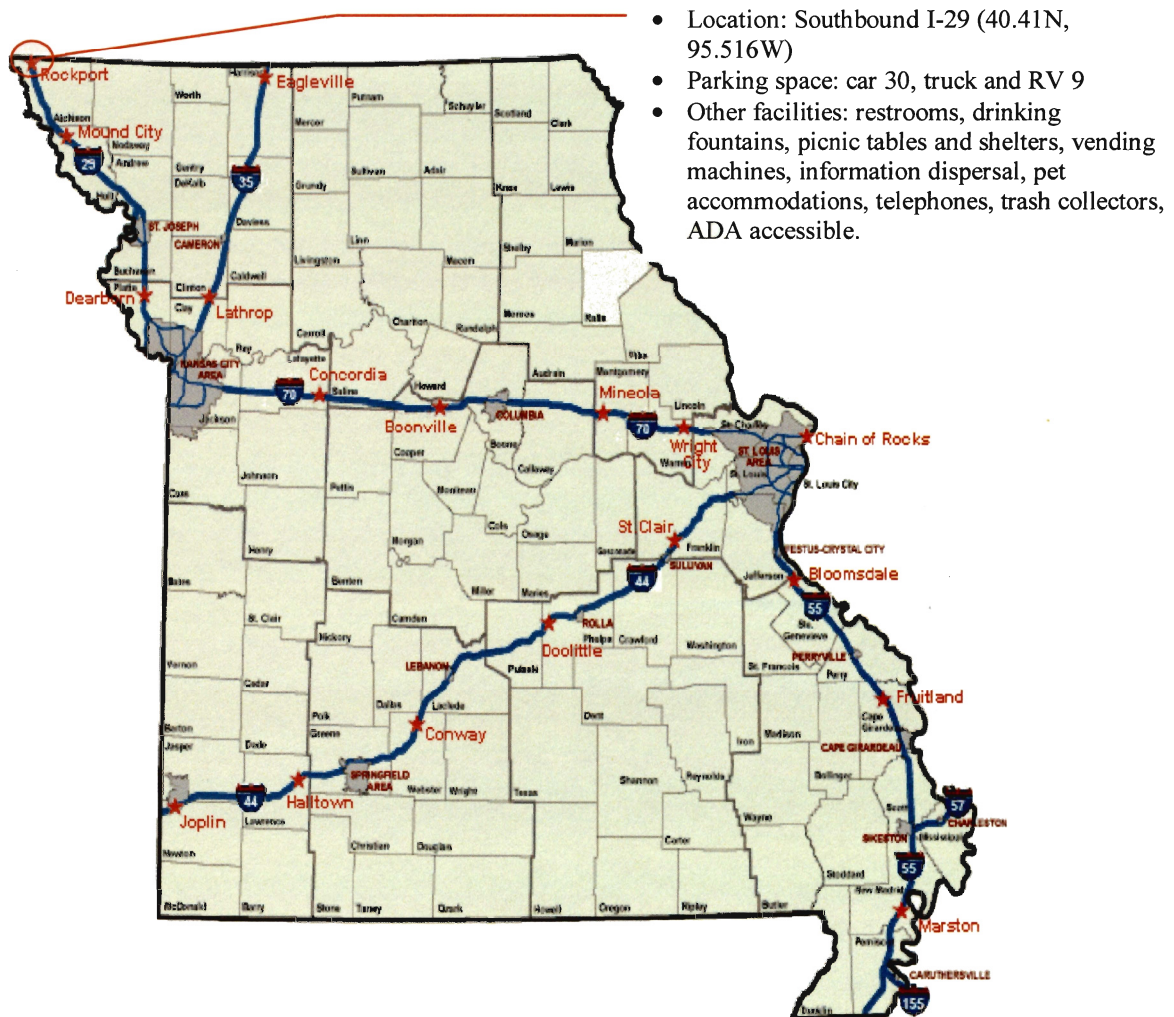 • Location: Southbound I-29 (40.41N,
95.516W)
• Parking space: car 30, truck and RV 9
• Other facilities: restrooms, drinking
fountains, picnic tables and shelters, vending
machines, information dispersal, pet
accommodations, telephones, trash collectors,
ADA accessible.
Rockport
Harrison
Eagleville
Worth
Putnam
Schuyler
Scotland
Clark
Atchison
Mercer
Mound City
Nodaway
Andrew
29
Gentry
DeKalb
35
Grundy
Sullivan
Adair
Knox
Lewis
Holt
ST. JOSEPH
CAMERON
Daviess
Linn
Macon
Shelby
Marion
Livingston
Buchanan
Caldwell
Platte
Clinton
Dearborn
Clay
Lathrop
Chariton
Randolph
Monroe
Ralls
Carroll
Ray
Lafayette
Pike
KANSAS CITY
AREA
Concordia
Howard
Audrain
Montgomery
70
Saline
Mineola
Lincoln
Boonville
COLUMBIA
70
Jackson
Wright
City
St. Charles
Chain of Rocks
Boone
Cooper
Callaway
Warren
ST. LOUIS
AREA
St. Louis
St. Louis City
Johnson
Pettis
Moniteau
Cass
Cole
Osage
St Clair
Morgan
Gasconade
Franklin
FESTUS-CRYSTAL CITY
Henry
SULLIVAN
Jefferson
Bloomsdale
Bates
Benton
Miller
Maries
44
55
St. Clair
Camden
ROLLA
Ste.
Genevieve
Hickory
Phelps
Crawford
Washington
Doolittle
PERRYVILLE
Vernon
LEBANON
Pulaski
St. Francois
Perry
Cedar
Polk
Dallas
Laclede
Dent
Fruitland
Barton
Greene
Conway
Iron
Madison
Cape
Girardeau
Jasper
Dade
CAPE GIRARDEAU
SPRINGFIELD
AREA
Webster
Wright
Texas
Shannon
Reynolds
Bollinger
44
Halltown
57
Joplin
Lawrence
Wayne
Scott
CHARLESTON
Newton
Christian
Douglas
Carter
SIKESTON
Mississippi
55
Stoddard
New Madrid
McDonald
Barry
Stone
Taney
Ozark
Howell
Oregon
Ripley
Butler
Marston
Pemiscot
CARUTHERSVILLE
Dunklin
155